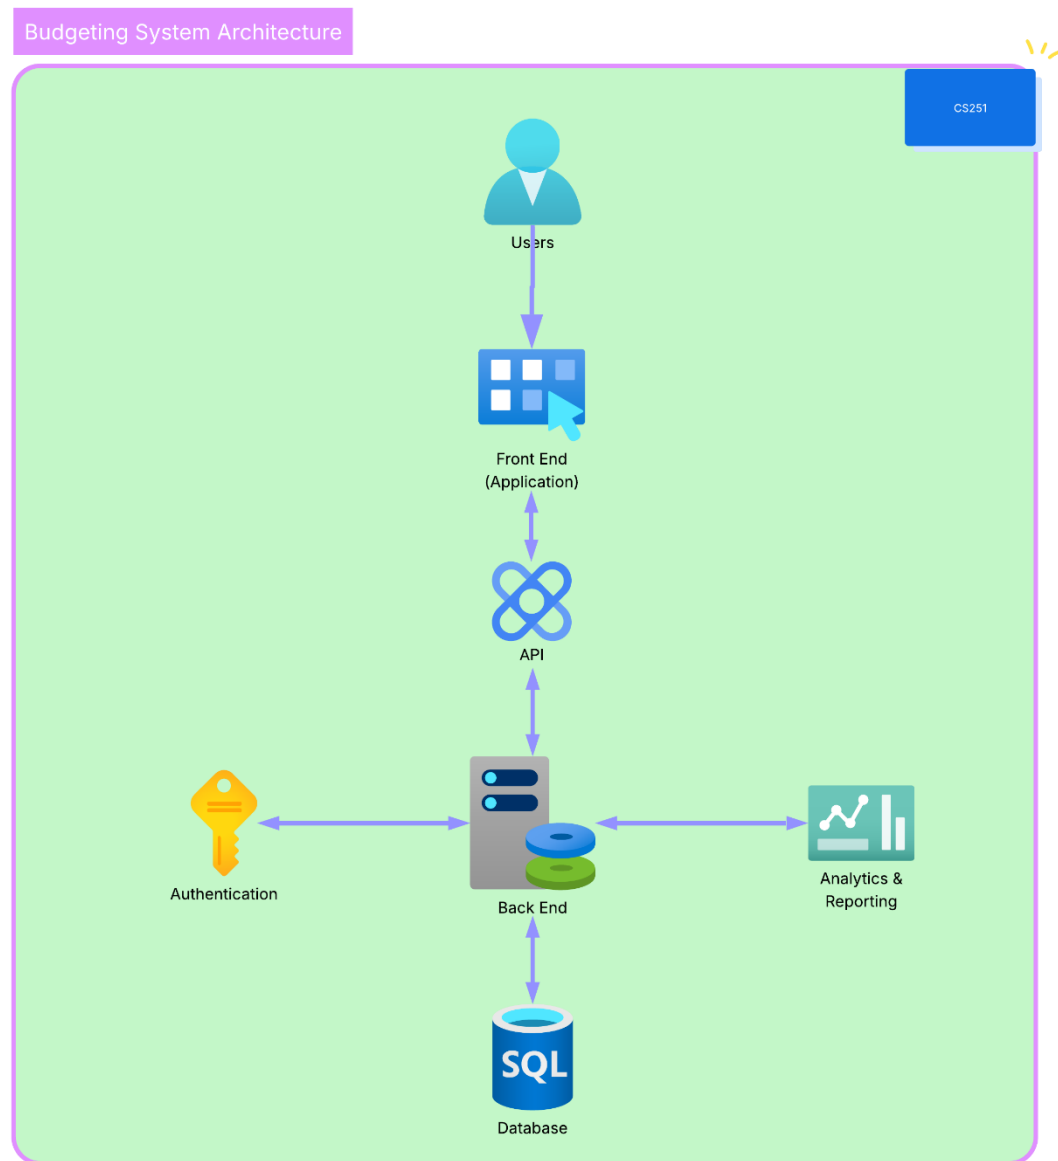 Budgeting System Architecture
CS251
Users
Front End
(Application)
API
Authentication
Back End
Analytics &
Reporting
SQL
Database